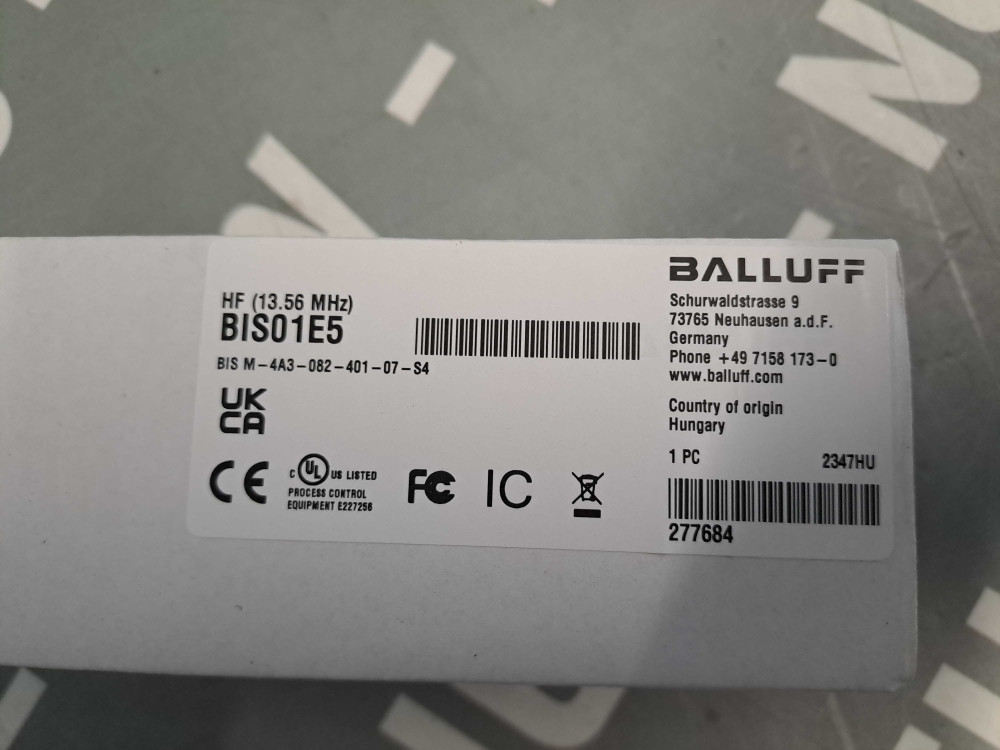 HF (13.56 MHz)
BIS01E5
BIS M-4A3-082-401-07-S4
UK
CA
CE
C UL US LISTED
PROCESS CONTROL
EQUIPMENT E227256
FC
IC
BALLUFF
Schurwaldstrasse 9
73765 Neuhausen a.d.F.
Germany
Phone +49 7158 173-0
www.balluff.com
Country of origin
Hungary
1 PC
2347HU
277684